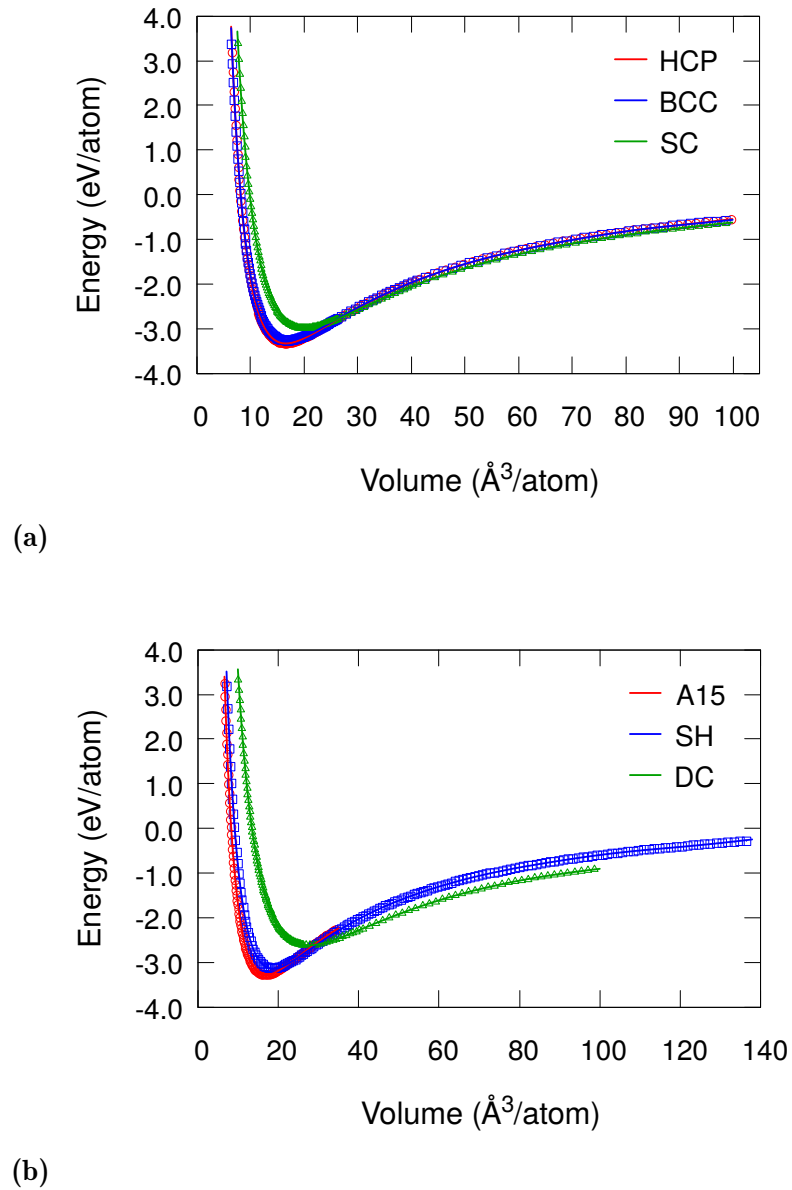 4.0
3.0
2.0
1.0
0.0
-1.0
-2.0
-3.0
-4.0
Energy (eV/atom)
HCP
BCC
SC
0 10 20 30 40 50 60 70 80 90 100
Volume (Å³/atom)
(a)
4.0
3.0
2.0
1.0
0.0
-1.0
-2.0
-3.0
-4.0
Energy (eV/atom)
A15
SH
DC
0 20 40 60 80 100 120 140
Volume (Å³/atom)
(b)